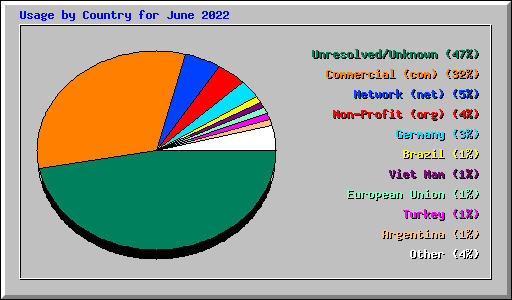 Usage by Country for June 2022
Unresolved/Unknown (47%)
Commercial (com) (32%)
Network (net) (5%)
Non-Profit (org) (4%)
Germany (3%)
Brazil (1%)
Viet Nam (1%)
European Union (1%)
Turkey (1%)
Argentina (1%)
Other (4%)